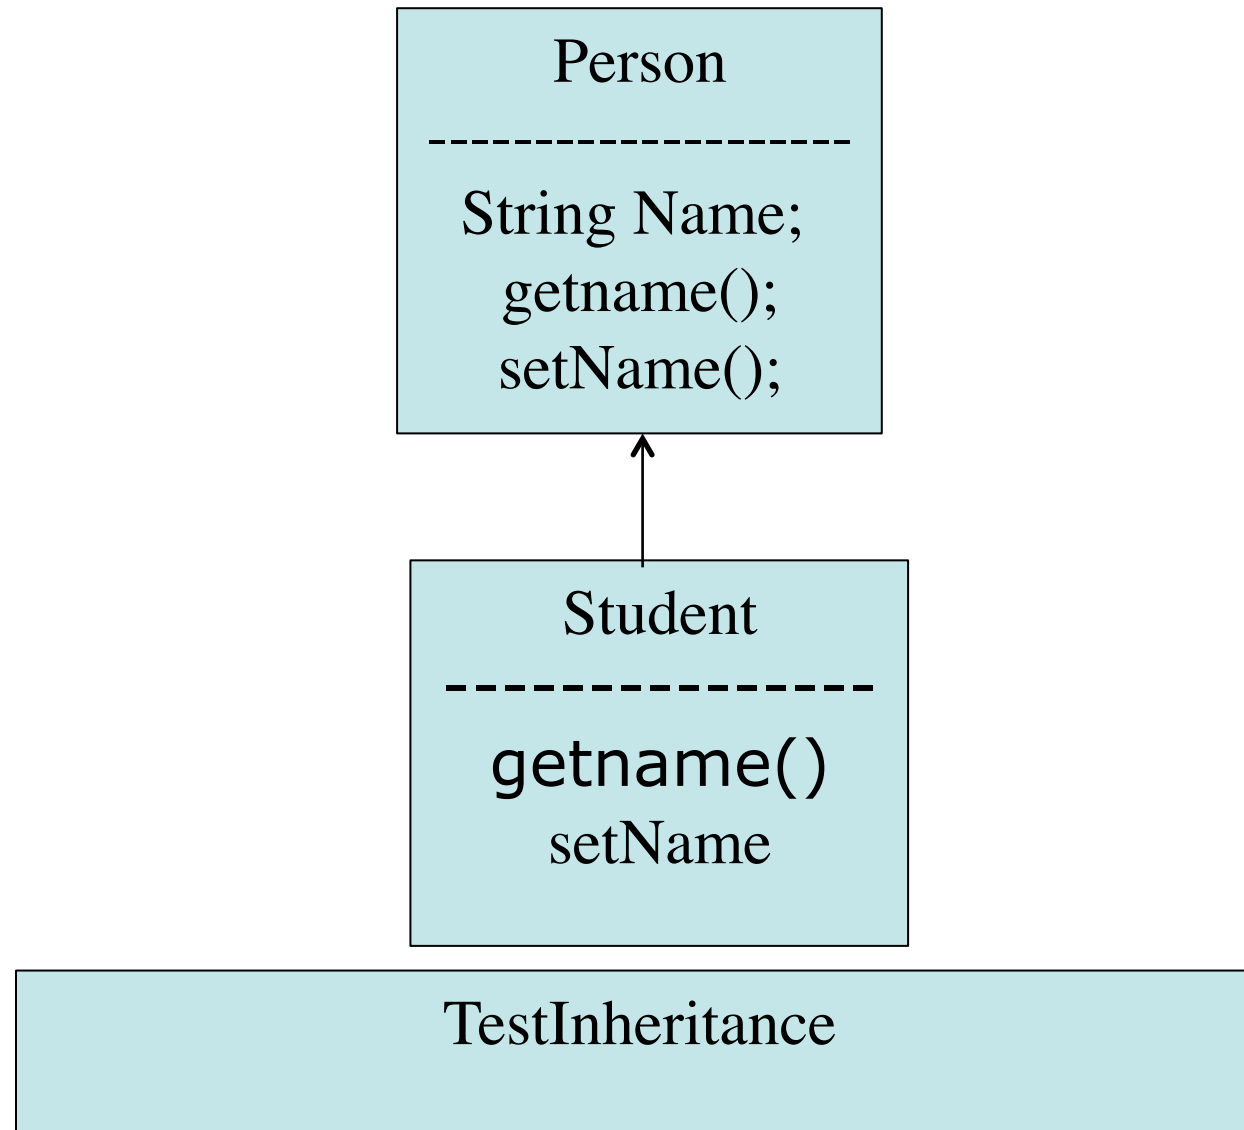 Person
String Name;
getname();
setName();
Student
getname()
setName
TestInheritance